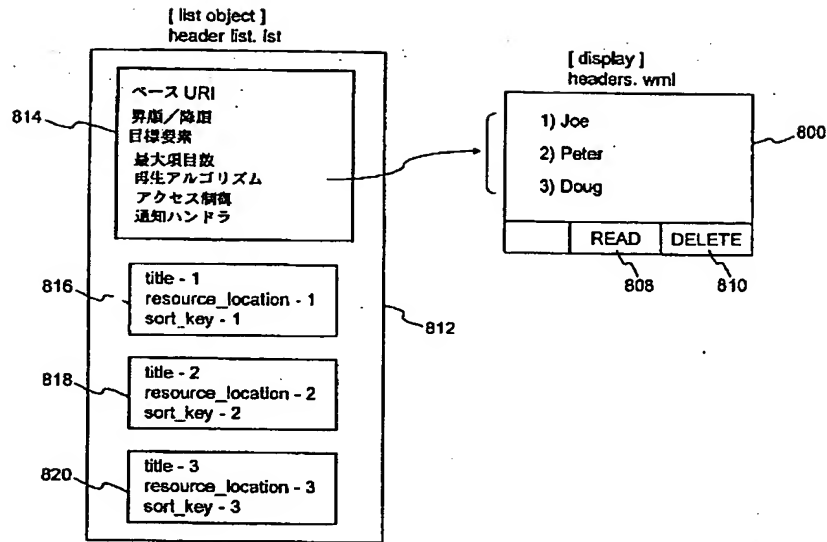 [ list object ]
header list. lst
814
ベース URI
昇順／降順
目標要素
最大項目数
再生アルゴリズム
アクセス制御
通知ハンドラ
816
title - 1
resource_location - 1
sort_key - 1
812
818
title - 2
resource_location - 2
sort_key - 2
820
title - 3
resource_location - 3
sort_key - 3
[ display ]
headers. wml
800
1) Joe
2) Peter
3) Doug
READ
DELETE
808
810